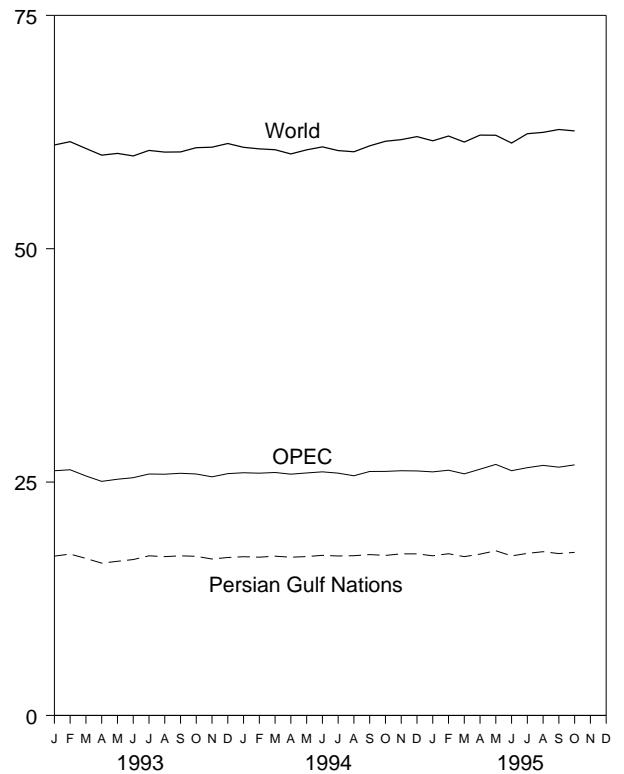 75
World
50
OPEC
25
Persian Gulf Nations
0
J F M A M J J A S O N D J F M A M J J A S O N D J F M A M J J A S O N D
1993 1994 1995